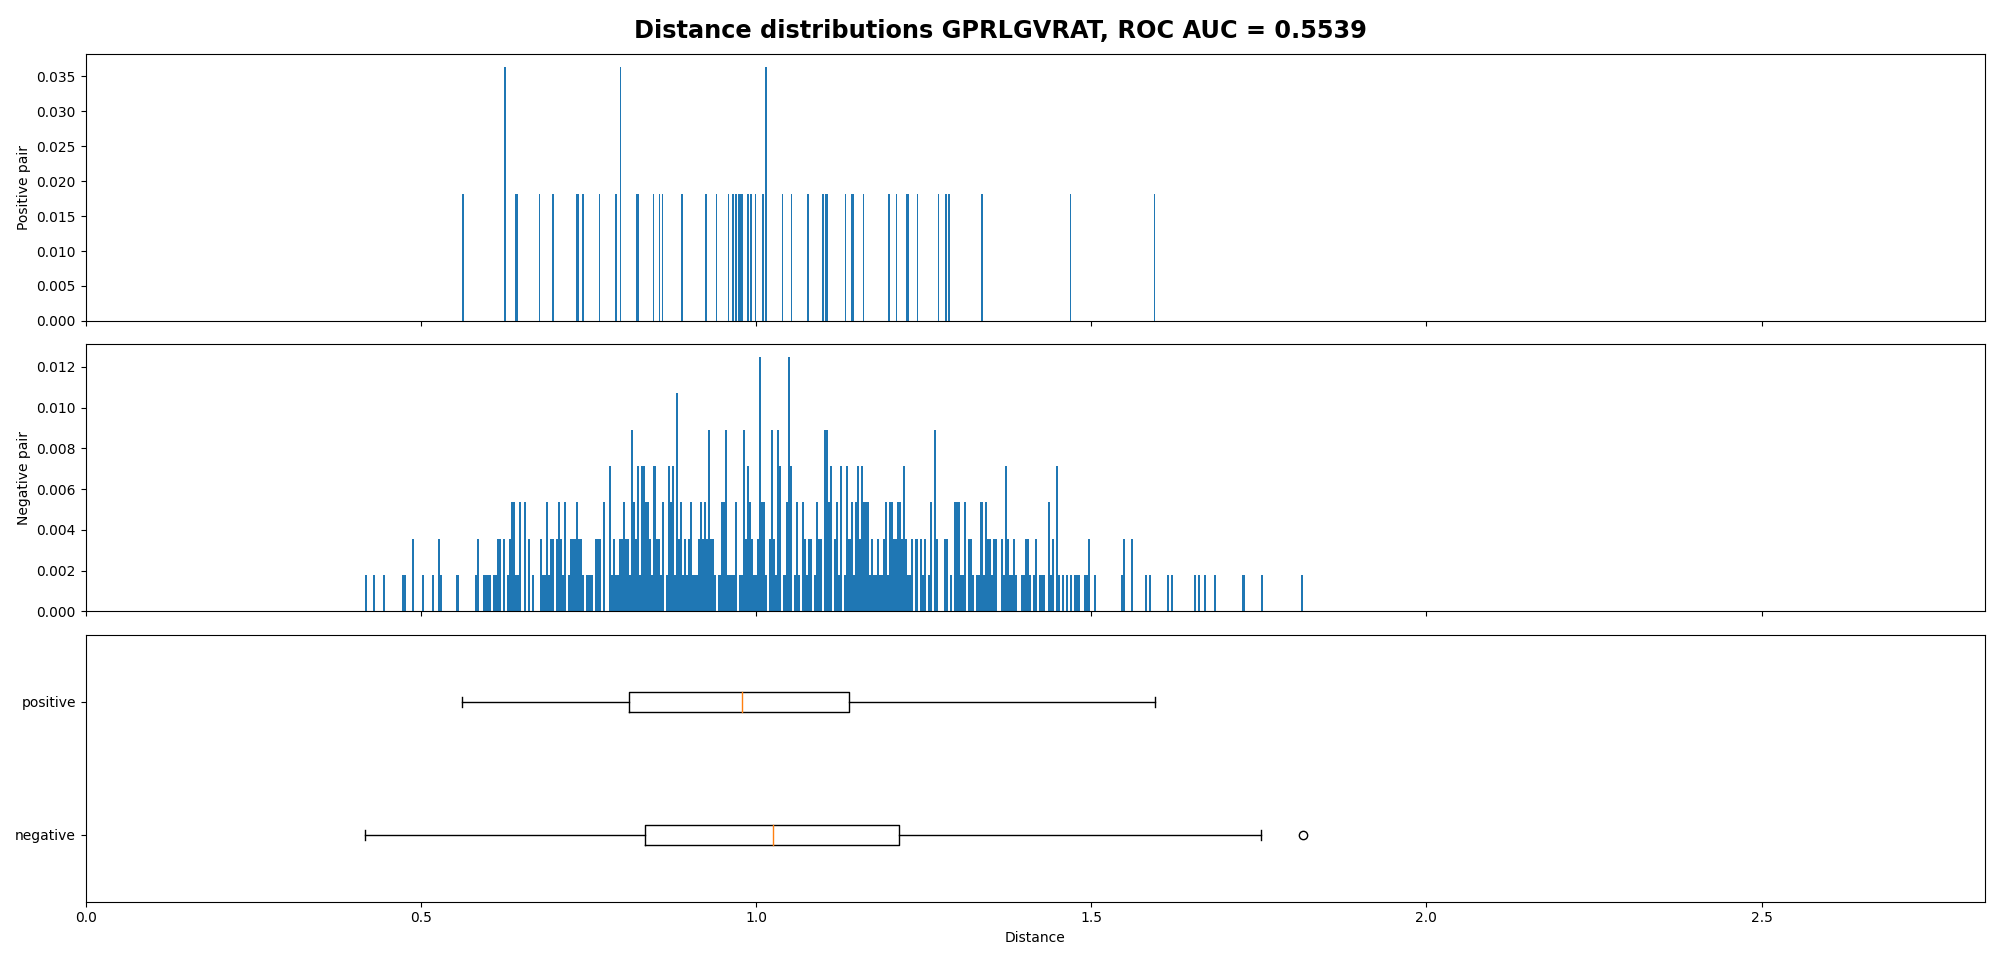 Distance distributions GPRLGVRAT, ROC AUC = 0.5539
0.035
0.030
0.025
0.020
0.015
0.010
0.005
0.000
Positive pair
0.012
0.010
0.008
0.006
0.004
0.002
0.000
Negative pair
positive
negative
0.0 0.5 1.0 1.5 2.0 2.5
Distance